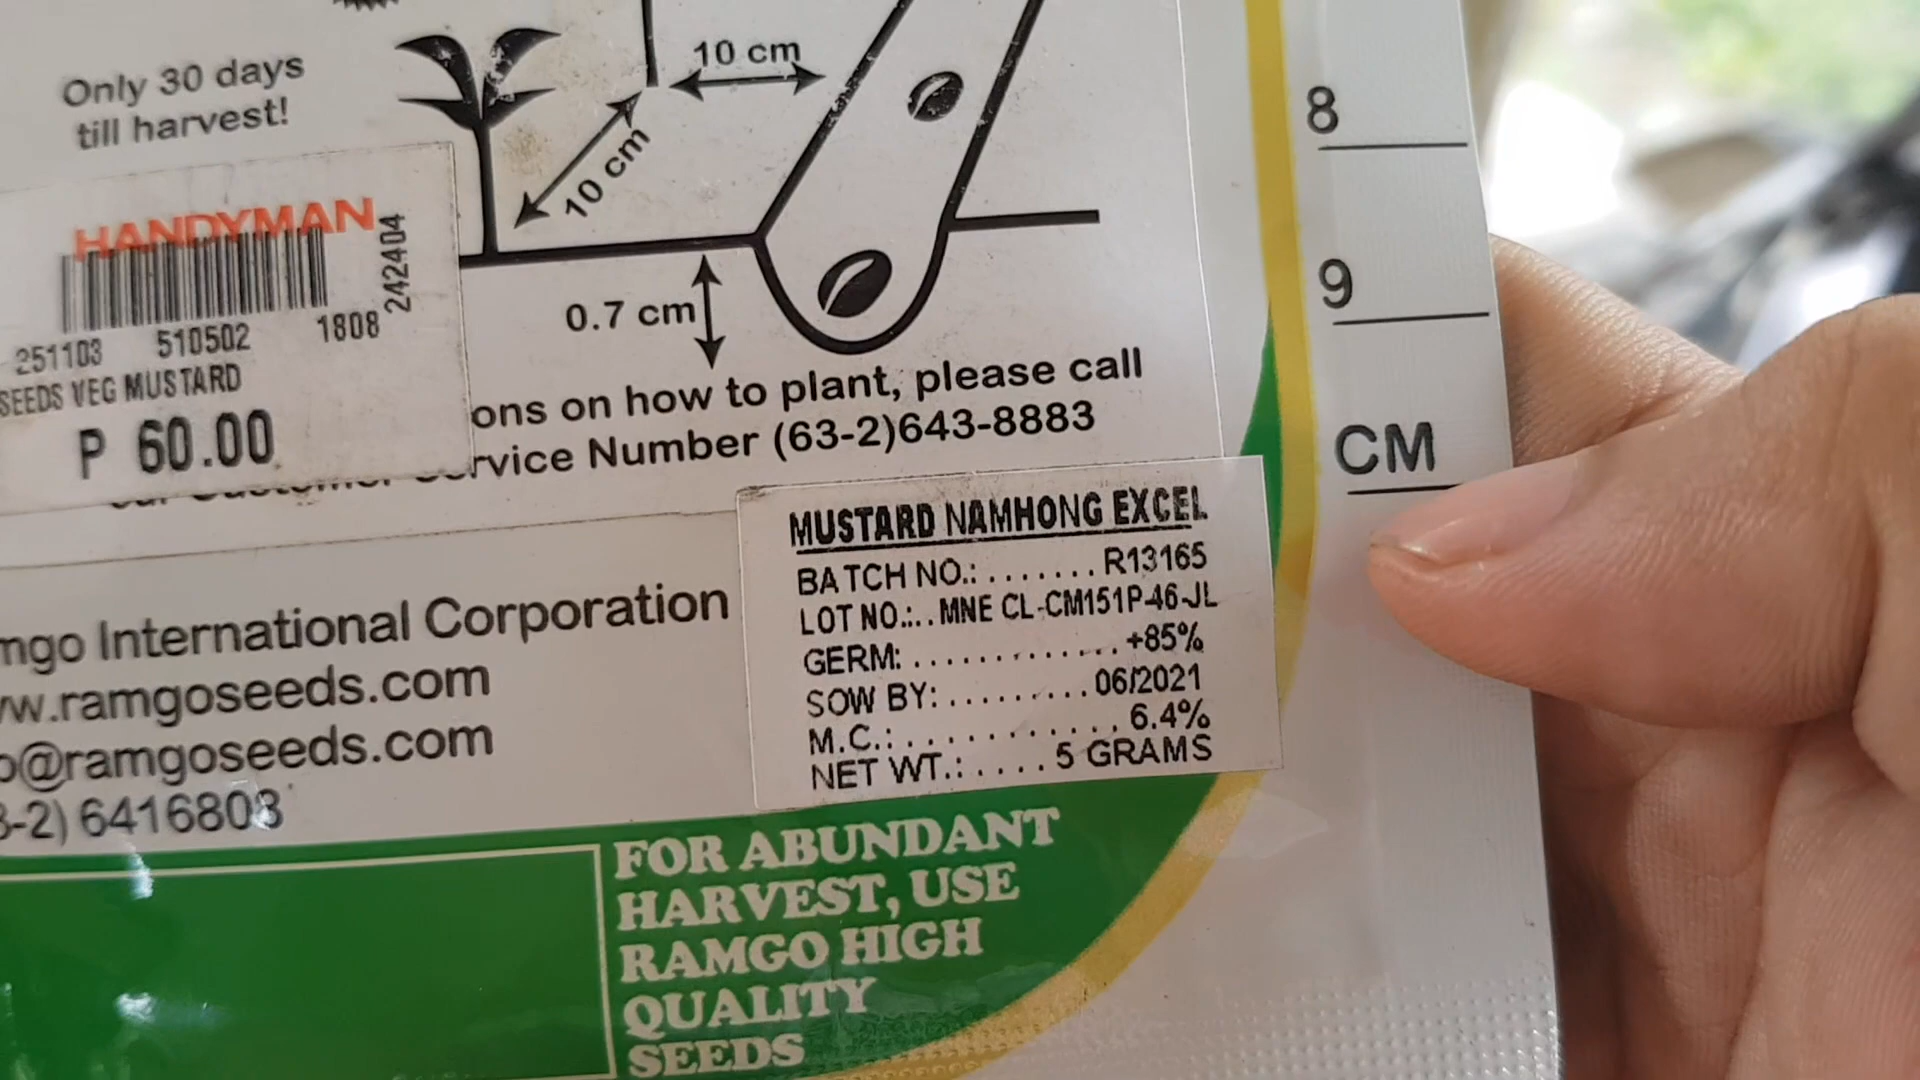 Only 30 days
till harvest!
10 cm
10 cm
0.7 cm
HANDYMAN
2424404
251103 510502 1808
SEEDS VEG MUSTARD
P 60.00
ons on how to plant, please call
rvice Number (63-2)643-8883
mgo International Corporation
w.ramgoseeds.com
o@ramgoseeds.com
3-2) 6416803
MUSTARD NAMHONG EXCEL
BATCH NO.:.......R13165
LOT NO.:..MNE CL-CM151P-46-JL
GERM:.............+85%
SOW BY:.........06/2021
M.C.:............6.4%
NET WT.:....5 GRAMS
FOR ABUNDANT
HARVEST, USE
RAMGO HIGH
QUALITY
SEEDS
8
9
CM